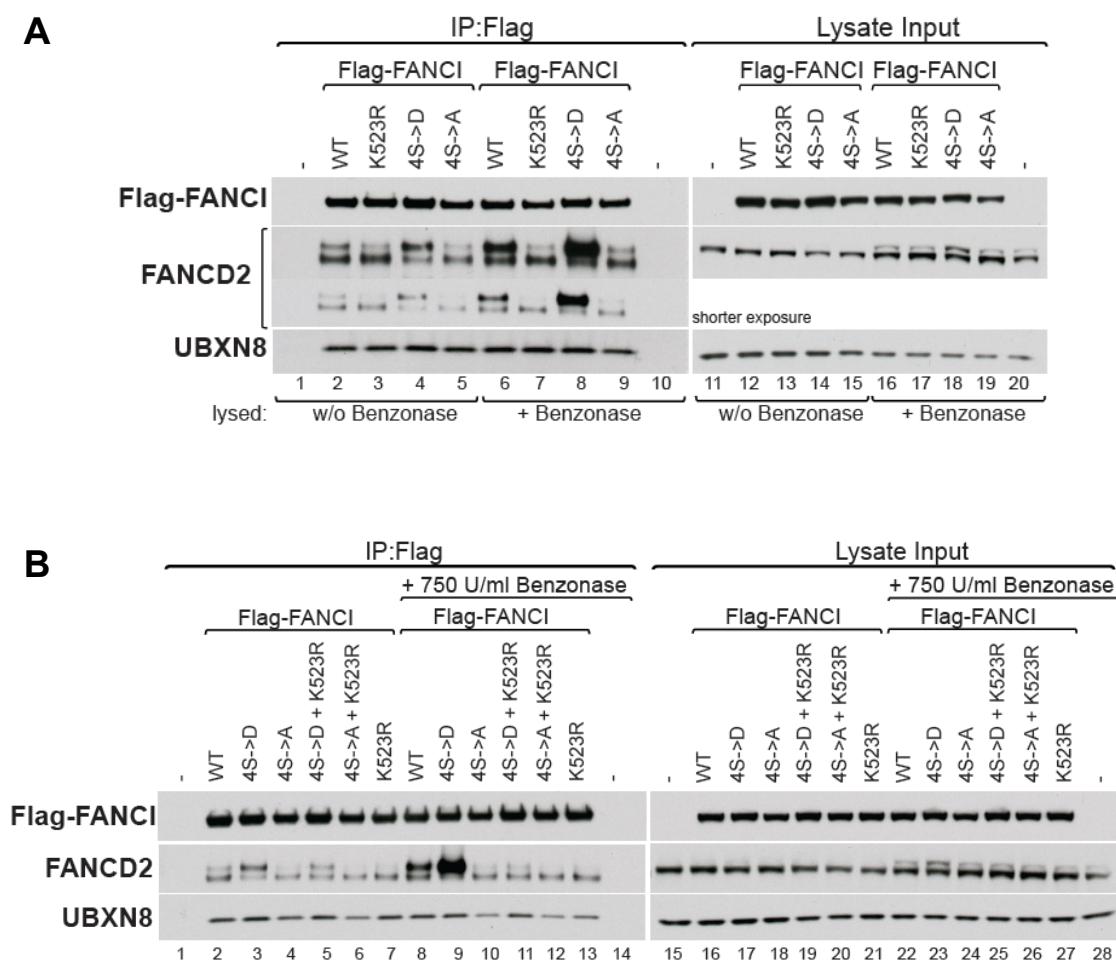 A
IP:Flag Lysate Input
Flag-FANCI Flag-FANCI Flag-FANCI Flag-FANCI
- WT K523R 4S->D 4S->A WT K523R 4S->D 4S->A - - WT K523R 4S->D 4S->A WT K523R 4S->D 4S->A -
Flag-FANCI
FANCD2
shorter exposure
UBXN8
1 2 3 4 5 6 7 8 9 10 11 12 13 14 15 16 17 18 19 20
lysed: w/o Benzonase + Benzonase w/o Benzonase + Benzonase
B
IP:Flag Lysate Input
+ 750 U/ml Benzonase + 750 U/ml Benzonase
Flag-FANCI Flag-FANCI Flag-FANCI Flag-FANCI
- WT 4S->D 4S->A 4S->D + K523R 4S->A + K523R K523R WT 4S->D 4S->A 4S->D + K523R 4S->A + K523R K523R - - WT 4S->D 4S->A 4S->D + K523R 4S->A + K523R K523R WT 4S->D 4S->A 4S->D + K523R 4S->A + K523R K523R -
Flag-FANCI
FANCD2
UBXN8
1 2 3 4 5 6 7 8 9 10 11 12 13 14 15 16 17 18 19 20 21 22 23 24 25 26 27 28